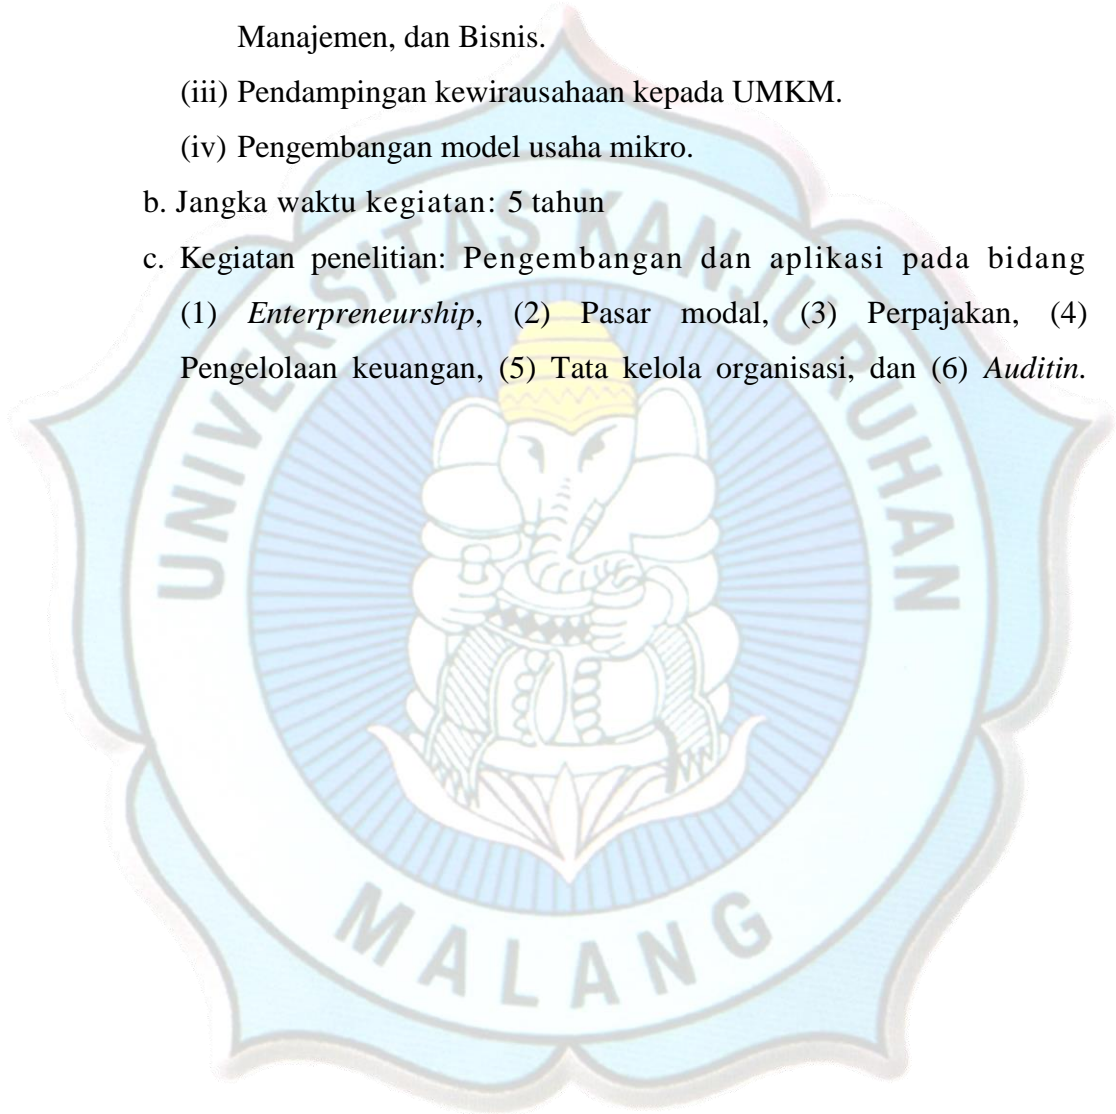 Manajemen, dan Bisnis.
(iii) Pendampingan kewirausahaan kepada UMKM.
(iv) Pengembangan model usaha mikro.
b. Jangka waktu kegiatan: 5 tahun
c. Kegiatan penelitian: Pengembangan dan aplikasi pada bidang
(1) Enterpreneurship, (2) Pasar modal, (3) Perpajakan, (4)
Pengelolaan keuangan, (5) Tata kelola organisasi, dan (6) Auditin.
UNIVERSITAS KANJURUHAN
MALANG